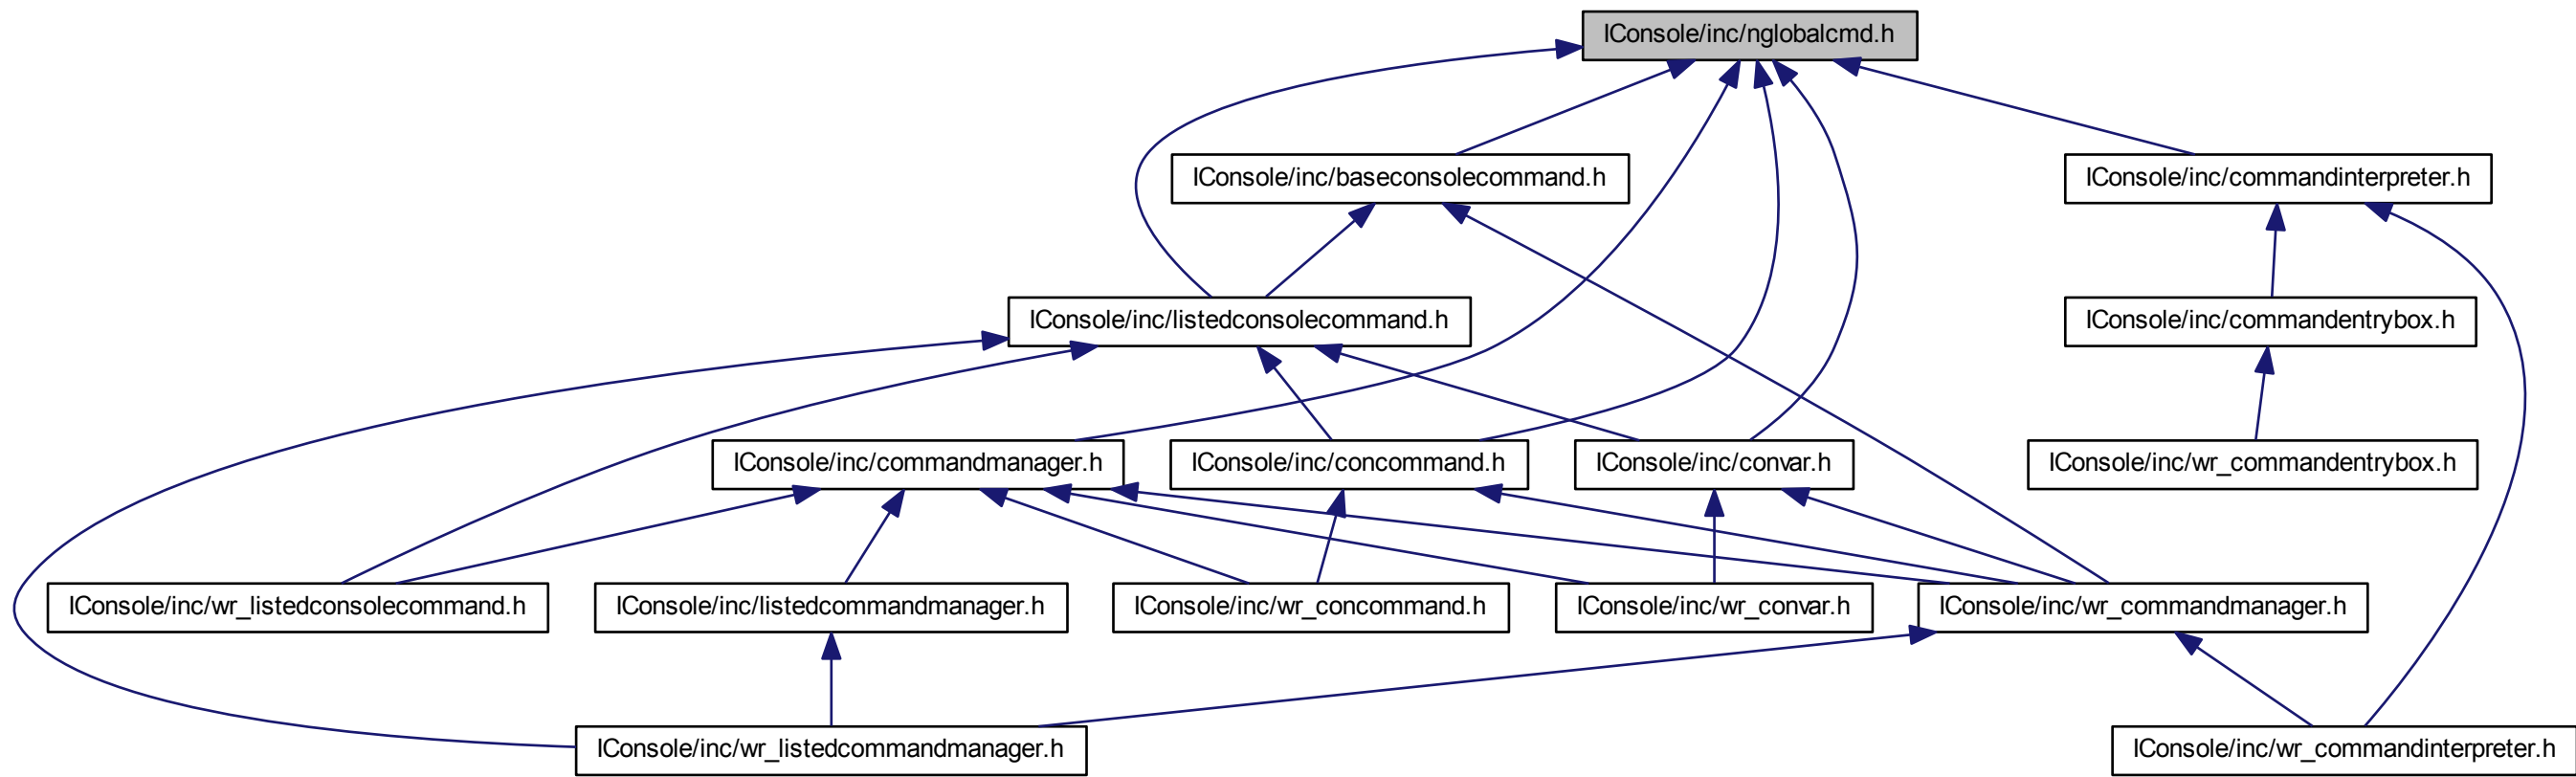 IConsole/inc/nglobalcmd.h
IConsole/inc/baseconsolecommand.h
IConsole/inc/commandinterpreter.h
IConsole/inc/listedconsolecommand.h
IConsole/inc/commandentrybox.h
IConsole/inc/commandmanager.h
IConsole/inc/concommand.h
IConsole/inc/convar.h
IConsole/inc/wr_commandentrybox.h
IConsole/inc/wr_listedconsolecommand.h
IConsole/inc/listedcommandmanager.h
IConsole/inc/wr_concommand.h
IConsole/inc/wr_convar.h
IConsole/inc/wr_commandmanager.h
IConsole/inc/wr_listedcommandmanager.h
IConsole/inc/wr_commandinterpreter.h